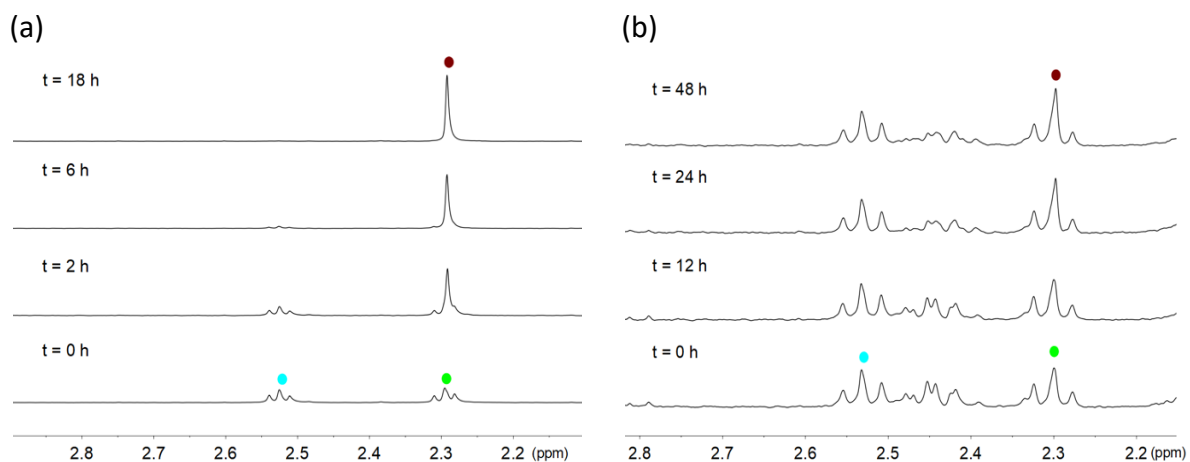 (a)
t = 18 h
t = 6 h
t = 2 h
t = 0 h
2.8 2.7 2.6 2.5 2.4 2.3 2.2 (ppm)
(b)
t = 48 h
t = 24 h
t = 12 h
t = 0 h
2.8 2.7 2.6 2.5 2.4 2.3 2.2 (ppm)